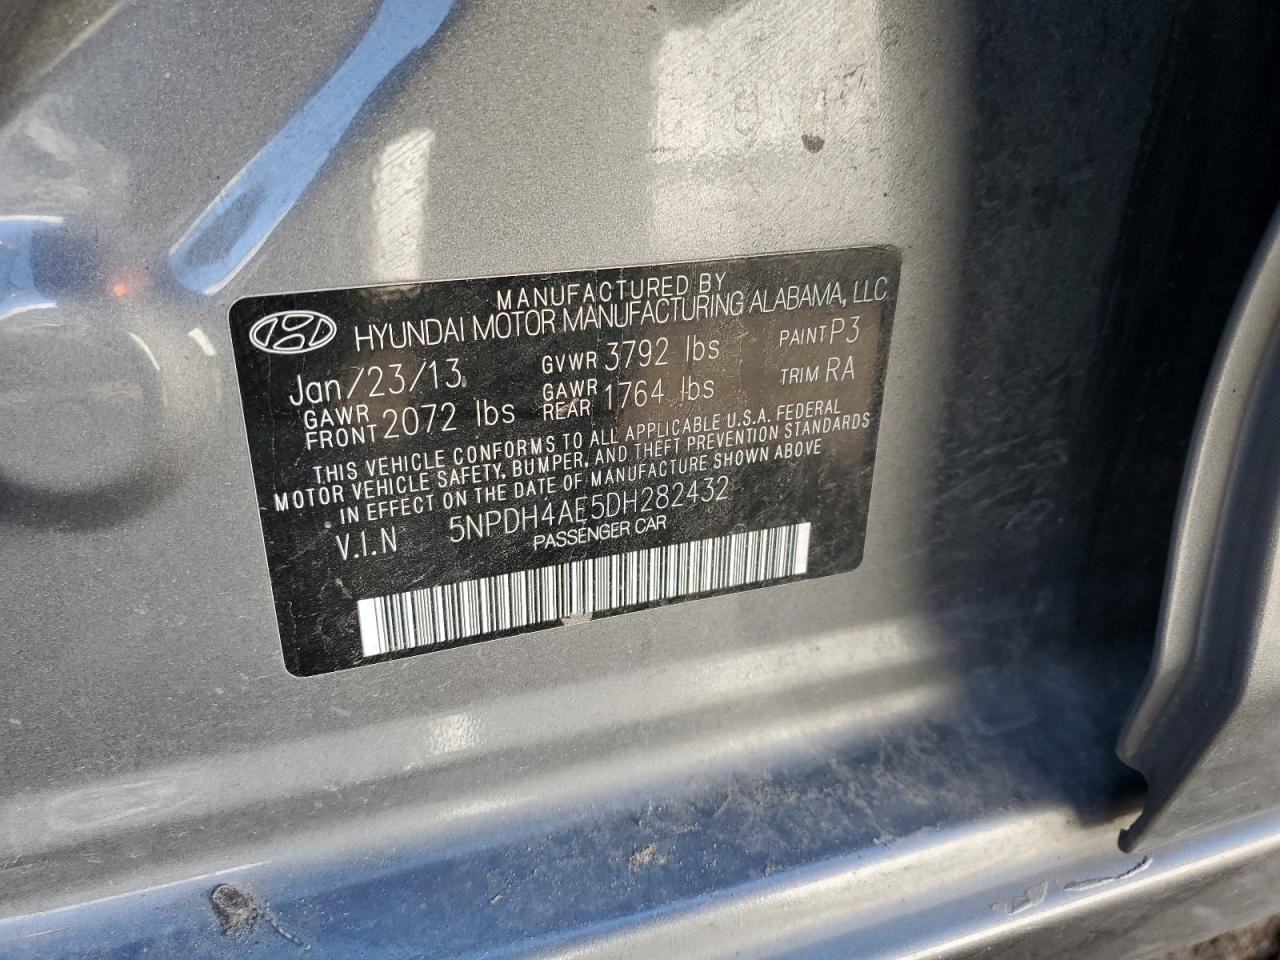 MANUFACTURED BY
HYUNDAI MOTOR MANUFACTURING ALABAMA, LLC
Jan/23/13 GVWR 3792 lbs PAINT P3
GAWR FRONT 2072 lbs GAWR REAR 1764 lbs TRIM RA
THIS VEHICLE CONFORMS TO ALL APPLICABLE U.S.A. FEDERAL
MOTOR VEHICLE SAFETY, BUMPER, AND THEFT PREVENTION STANDARDS
IN EFFECT ON THE DATE OF MANUFACTURE SHOWN ABOVE
V.I.N 5NPDH4AE5DH282432
PASSENGER CAR